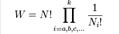 W = N! ∏_{i=a,b,c,...}^{k} 1/N_i!